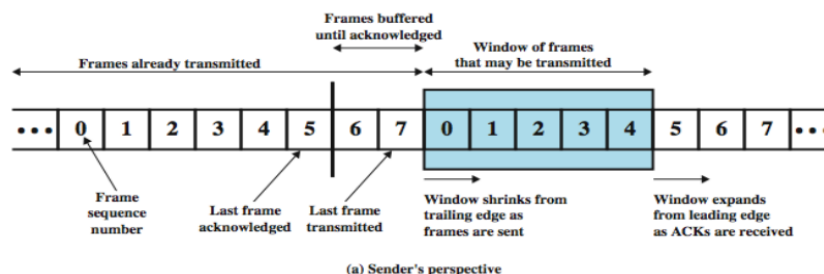 Frames buffered
until acknowledged
Window of frames
that may be transmitted
Frames already transmitted
••• 0 1 2 3 4 5 6 7 0 1 2 3 4 5 6 7 •••
Frame
sequence
number
Last frame
acknowledged
Last frame
transmitted
Window shrinks from
trailing edge as
frames are sent
Window expands
from leading edge
as ACKs are received
(a) Sender's perspective